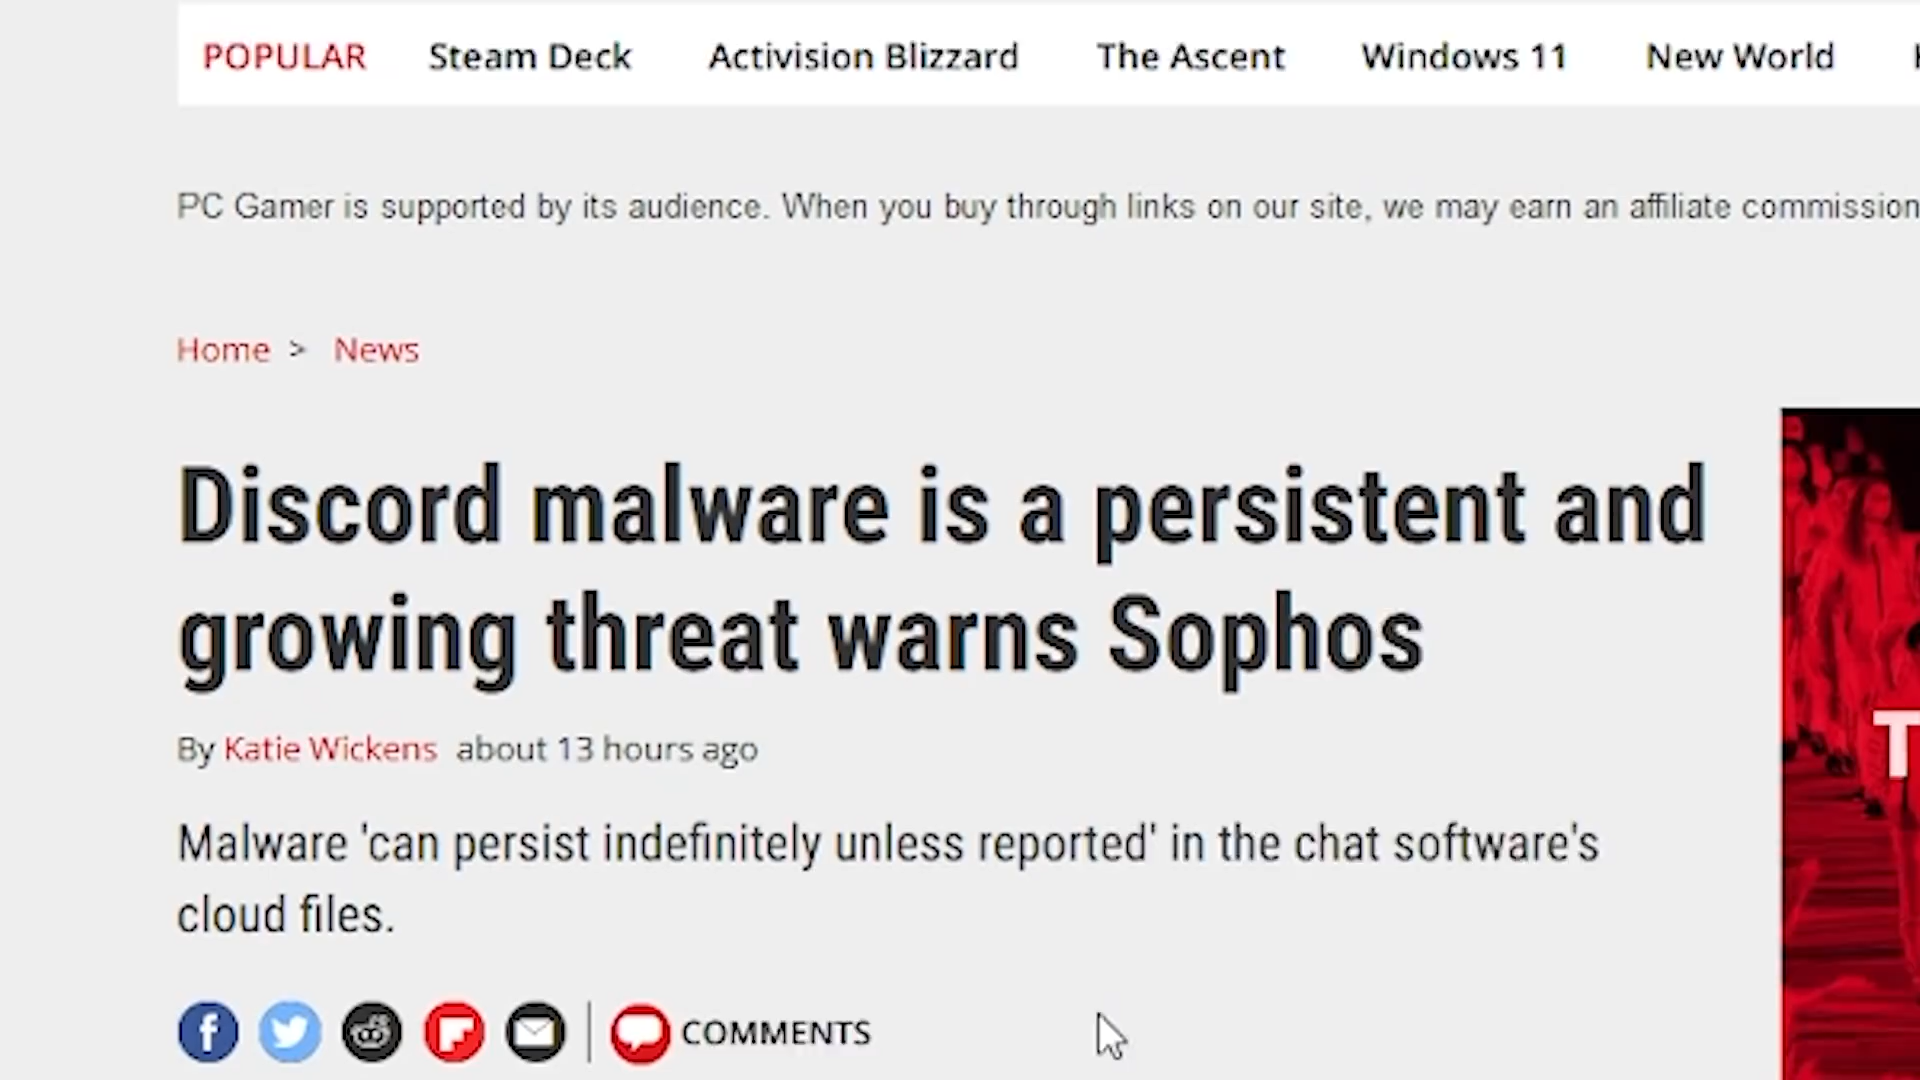 POPULAR Steam Deck Activision Blizzard The Ascent Windows 11 New World
PC Gamer is supported by its audience. When you buy through links on our site, we may earn an affiliate commission
Home > News
Discord malware is a persistent and
growing threat warns Sophos
By Katie Wickens about 13 hours ago
Malware 'can persist indefinitely unless reported' in the chat software's
cloud files.
COMMENTS